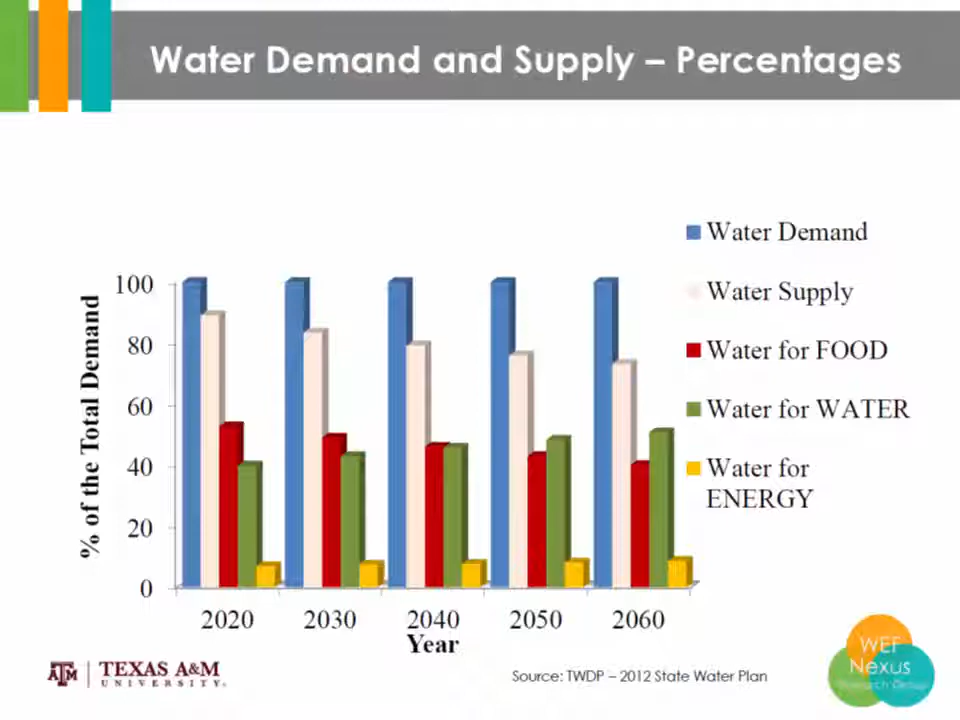 Water Demand and Supply – Percentages
Water Demand
Water Supply
Water for FOOD
Water for WATER
Water for
ENERGY
% of the Total Demand
100
80
60
40
20
0
2020 2030 2040 2050 2060
Year
ATM TEXAS A&M
UNIVERSITY.
Source: TWDP – 2012 State Water Plan
WEF
Nexus
Research Group